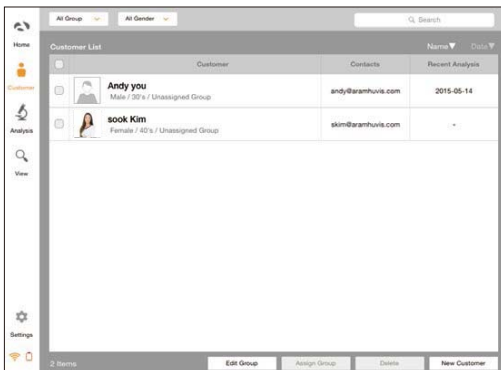 All Group
All Gender
Search
Home
Customer List
Name▼ Date▼
Customer
Contacts
Recent Analysis
Customer
Andy you
Male / 30's / Unassigned Group
andy@aramhuvis.com
2015-05-14
sook Kim
Female / 40's / Unassigned Group
skim@aramhuvis.com
-
Analysis
View
Settings
2 Items
Edit Group
Assign Group
Delete
New Customer